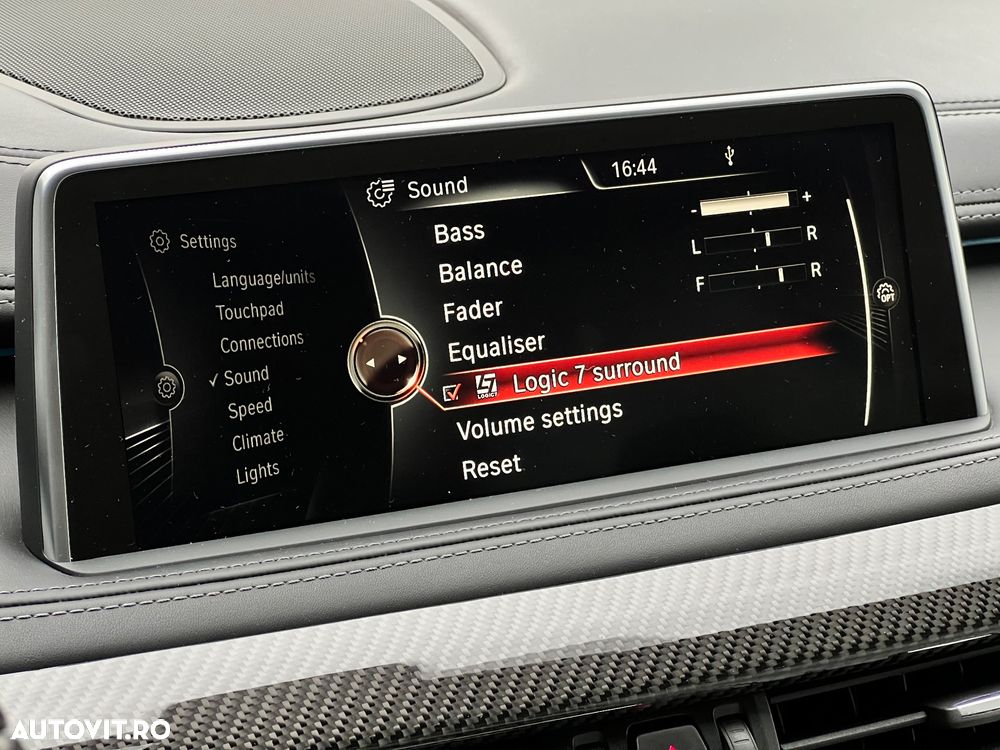 Sound
16:44
Settings
Language/units
Touchpad
Connections
✓ Sound
Speed
Climate
Lights
Bass
- +
Balance
L R
Fader
F R
Equaliser
LOGIC7
Logic 7 surround
Volume settings
Reset
OPT
AUTOVIT.RO